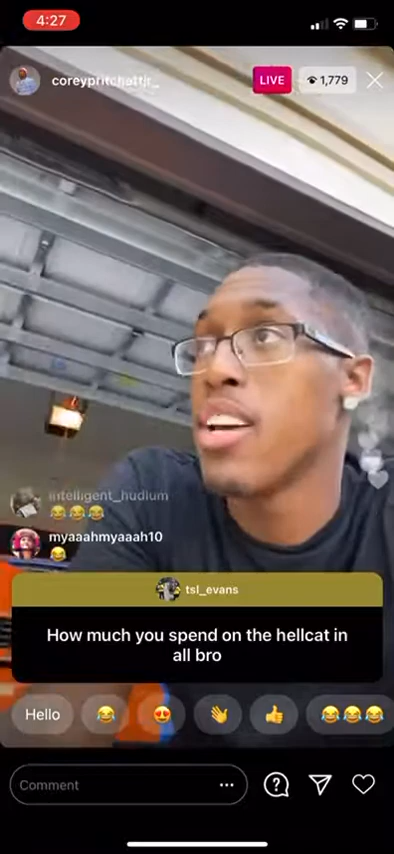 4:27
coreypritchettjr_
LIVE
1,779
intelligent_hudlum
😂😂😂
myaaahmyaaah10
😂
tsl_evans
How much you spend on the hellcat in
all bro
Hello 😂 😍 👋 👍 😂😂😂
Comment